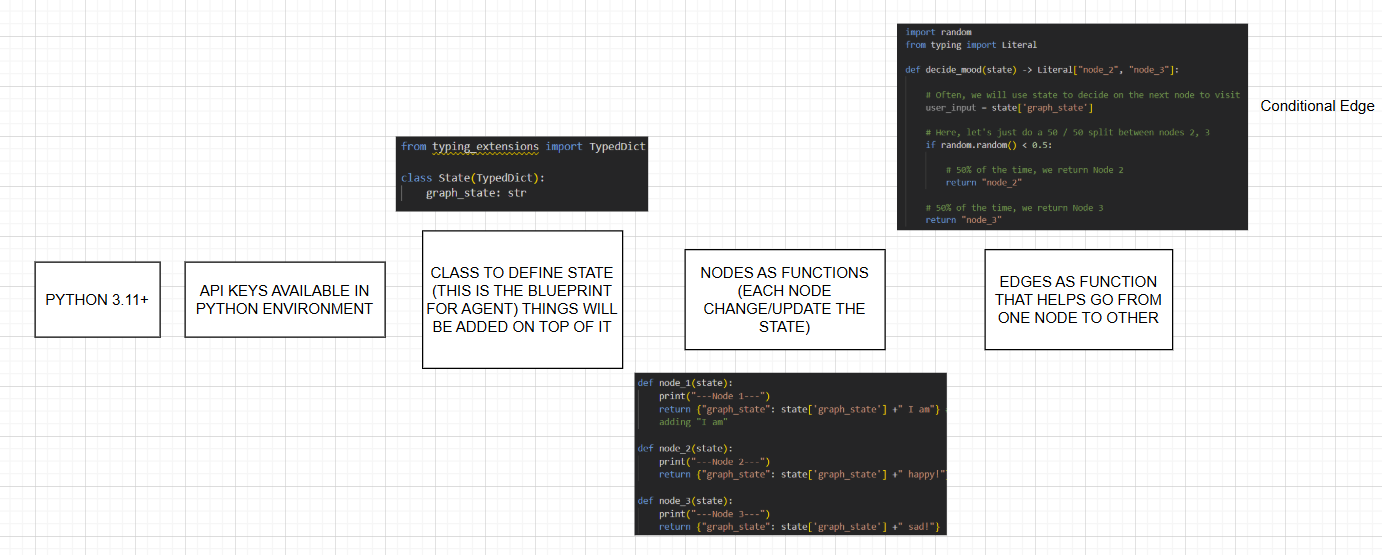 import random
from typing import Literal
def decide_mood(state) -> Literal["node_2", "node_3"]:
# Often, we will use state to decide on the next node to visit
user_input = state['graph_state']
# Here, let's just do a 50 / 50 split between nodes 2, 3
if random.random() < 0.5:
# 50% of the time, we return Node 2
return "node_2"
# 50% of the time, we return Node 3
return "node_3"
Conditional Edge
from typing_extensions import TypedDict
class State(TypedDict):
graph_state: str
PYTHON 3.11+
API KEYS AVAILABLE IN
PYTHON ENVIRONMENT
CLASS TO DEFINE STATE
(THIS IS THE BLUEPRINT
FOR AGENT) THINGS WILL
BE ADDED ON TOP OF IT
NODES AS FUNCTIONS
(EACH NODE
CHANGE/UPDATE THE
STATE)
EDGES AS FUNCTION
THAT HELPS GO FROM
ONE NODE TO OTHER
def node_1(state):
print("---Node 1---")
return {"graph_state": state['graph_state'] +" I am"}
adding "I am"
def node_2(state):
print("---Node 2---")
return {"graph_state": state['graph_state'] +" happy!"
def node_3(state):
print("---Node 3---")
return {"graph_state": state['graph_state'] +" sad!"}